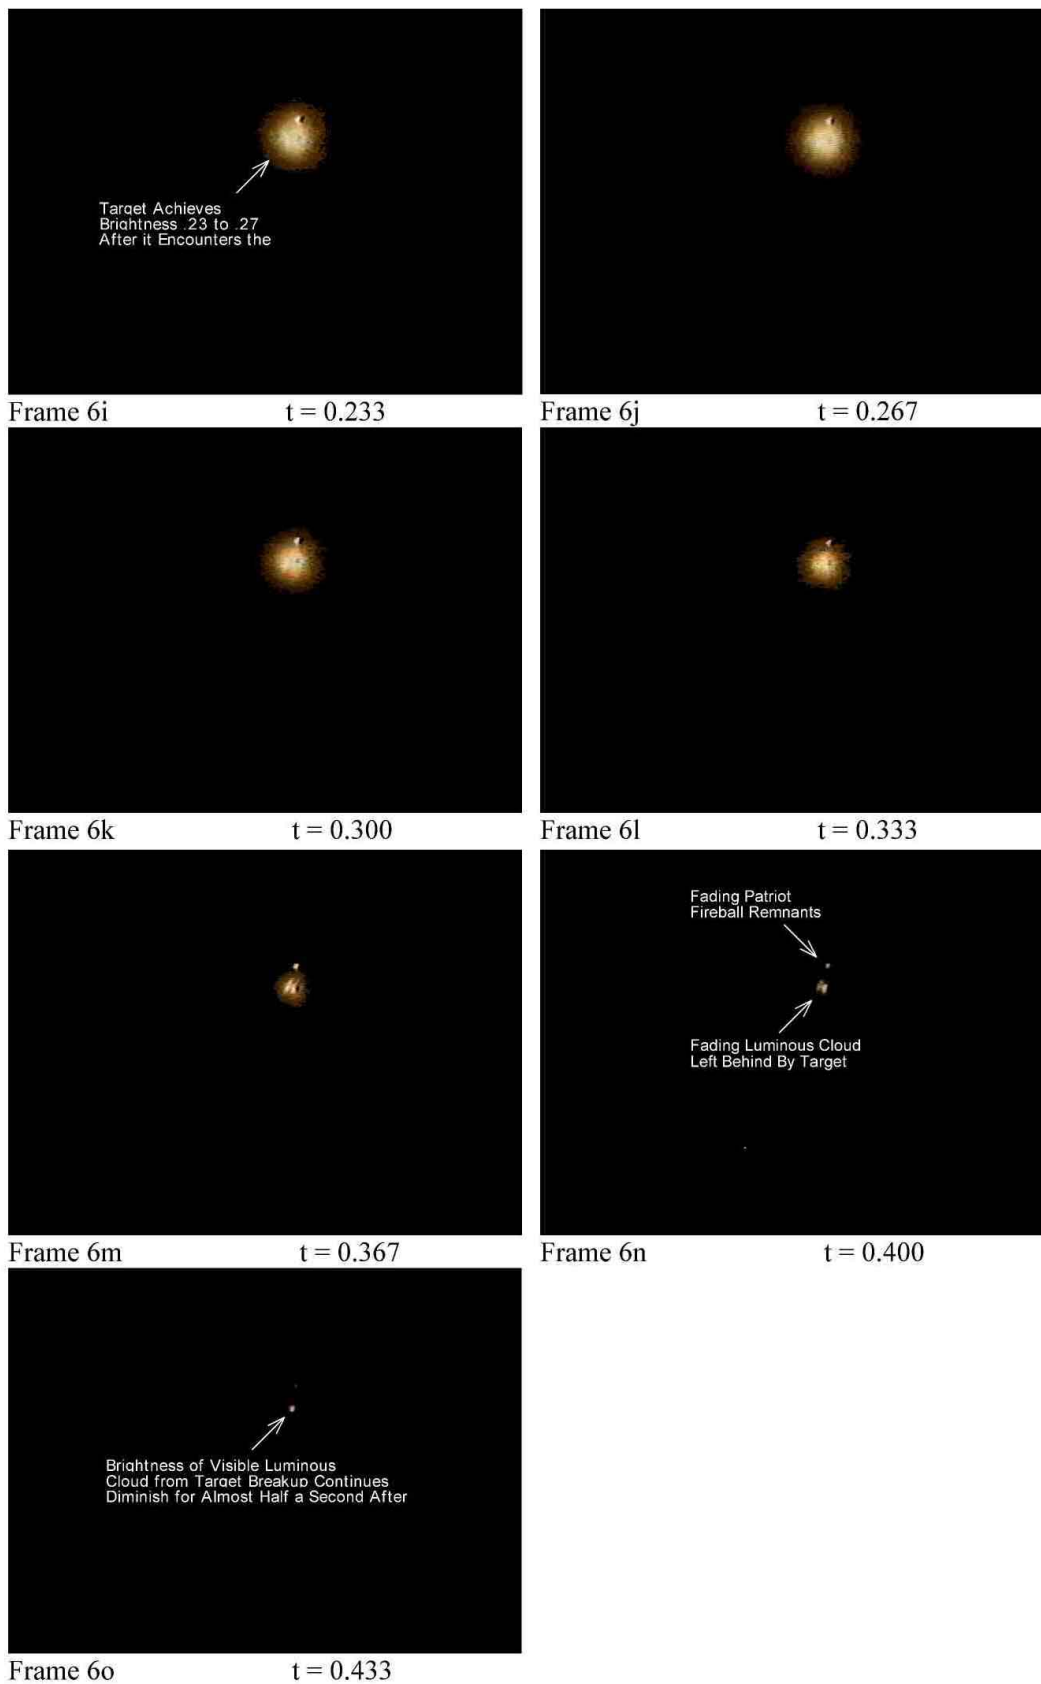 Target Achieves
Brightness .23 to .27
After it Encounters the
Frame 6i t = 0.233
Frame 6j t = 0.267
Frame 6k t = 0.300
Frame 6l t = 0.333
Fading Patriot
Fireball Remnants
Fading Luminous Cloud
Left Behind By Target
Frame 6m t = 0.367
Frame 6n t = 0.400
Brightness of Visible Luminous
Cloud from Target Breakup Continues
Diminish for Almost Half a Second After
Frame 6o t = 0.433